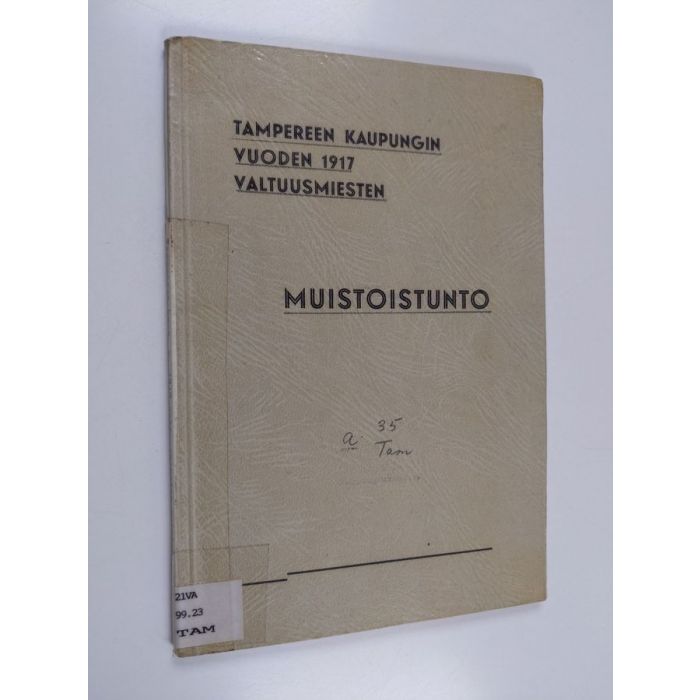 TAMPEREEN KAUPUNGIN
VUODEN 1917
VALTUUSMIESTEN
MUISTOISTUNTO
35
a. Tam
21VA
99.23
TAM